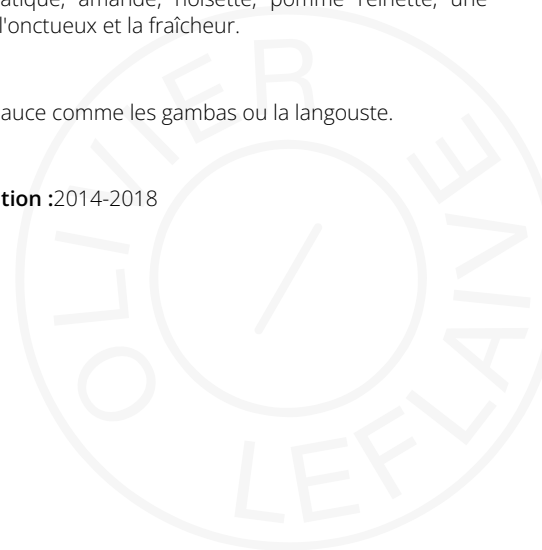 atique, amande, noisette, pomme reinette, une
l'onctueux et la fraîcheur.
auce comme les gambas ou la langouste.
tion :2014-2018
OLIVIER
LEFLAIVE